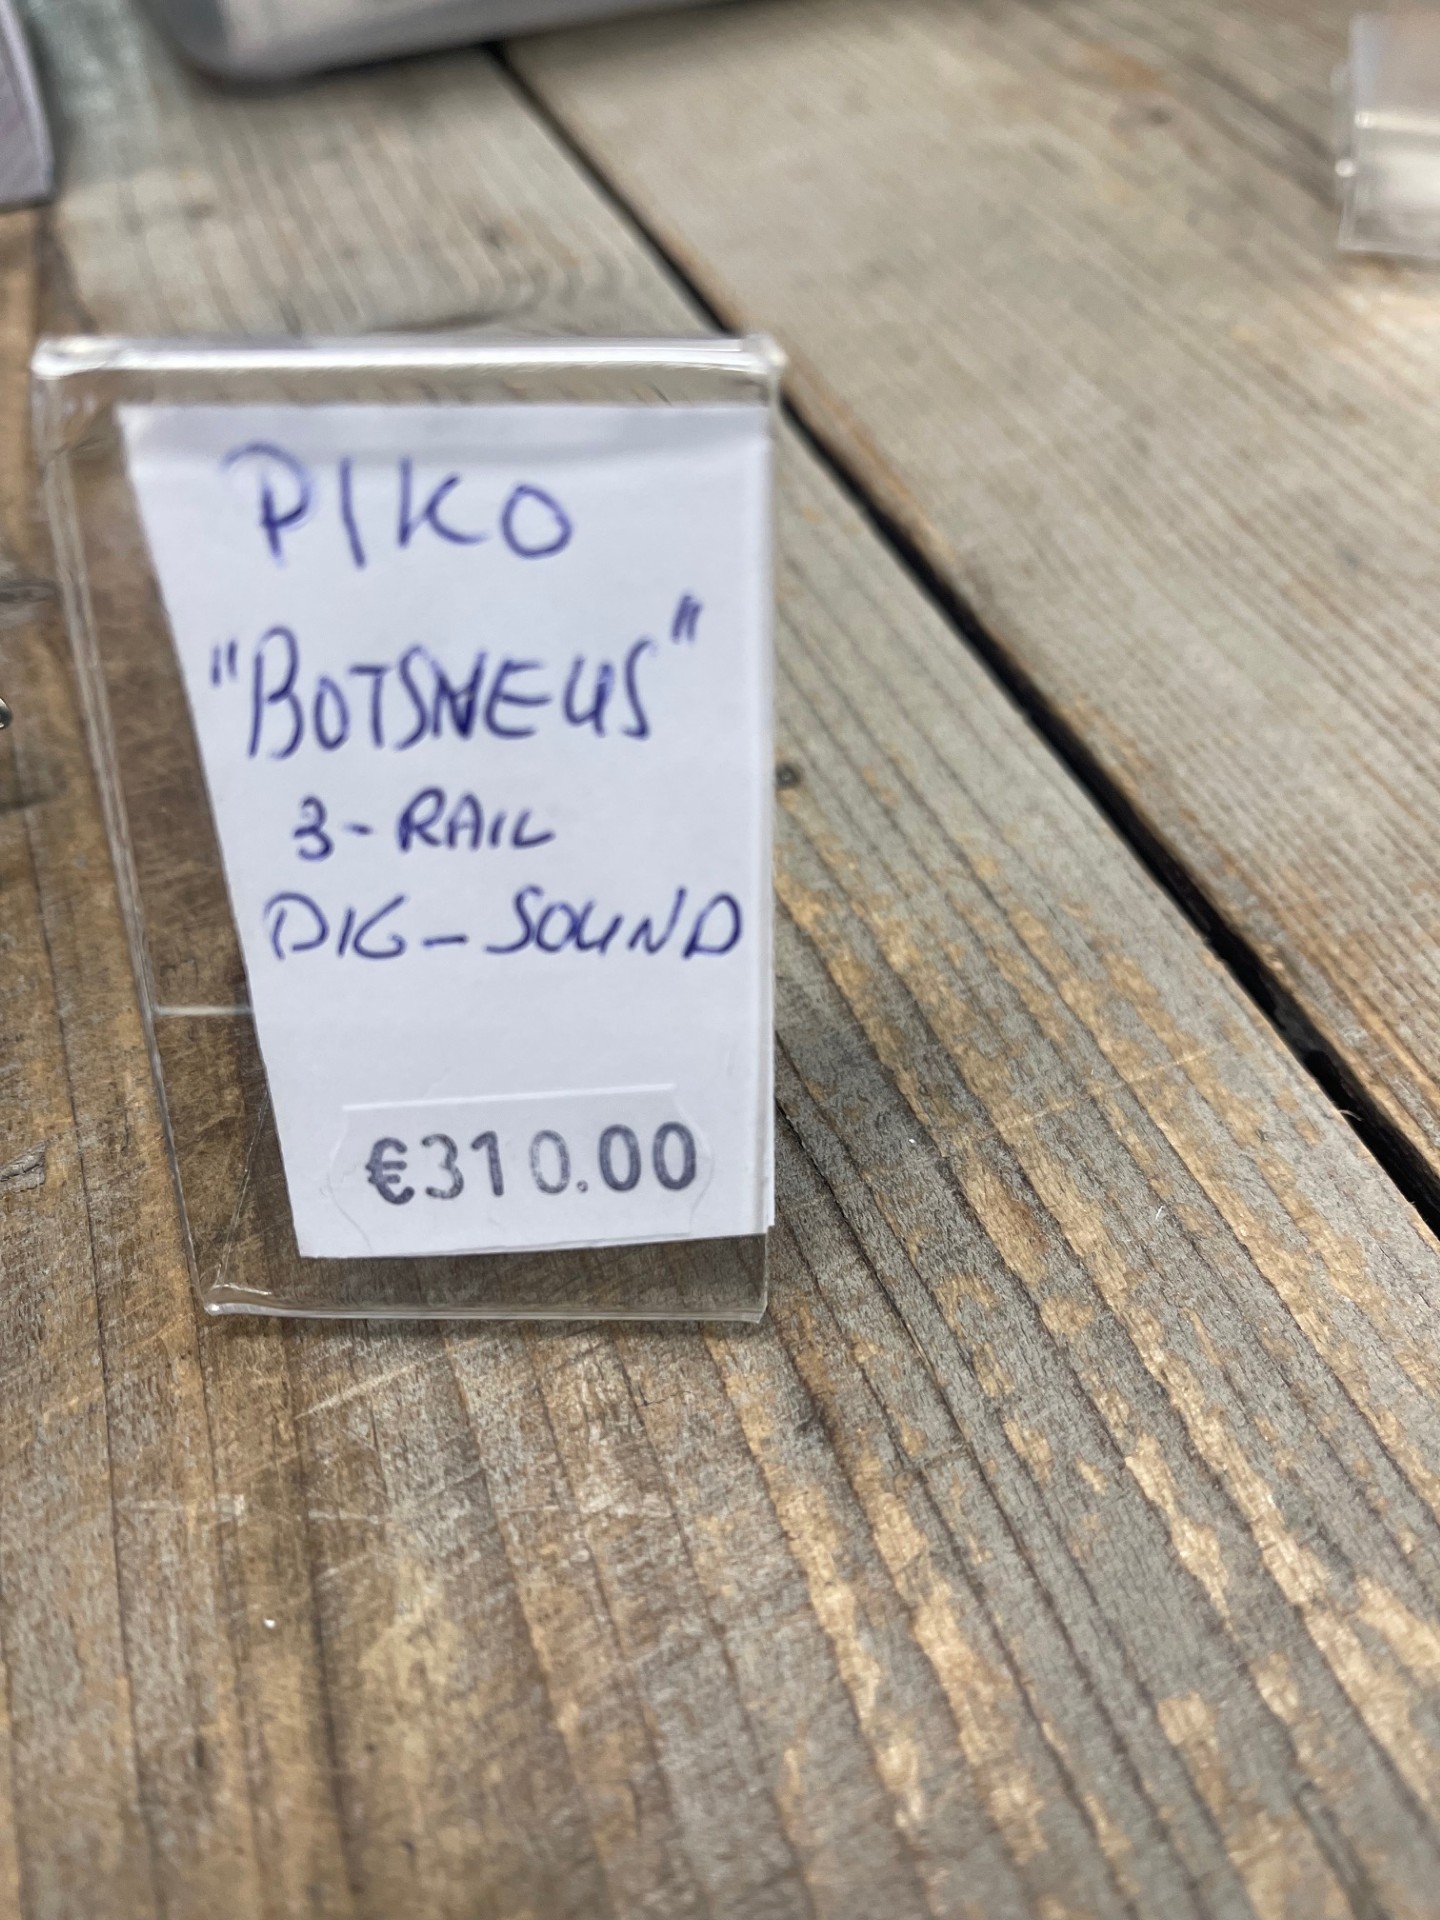 PIKO
"BOTSNEUS"
3-RAIL
DIG-SOUND
€310.00